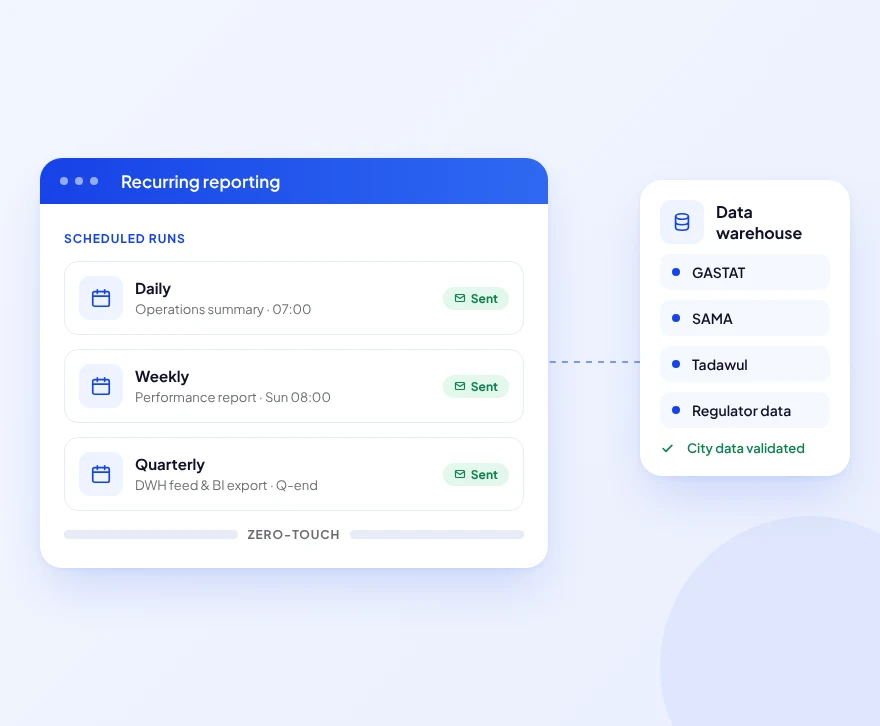 Recurring reporting
SCHEDULED RUNS
Daily
Operations summary · 07:00
Sent
Weekly
Performance report · Sun 08:00
Sent
Quarterly
DWH feed & BI export · Q-end
Sent
ZERO-TOUCH
Data
warehouse
GASTAT
SAMA
Tadawul
Regulator data
City data validated